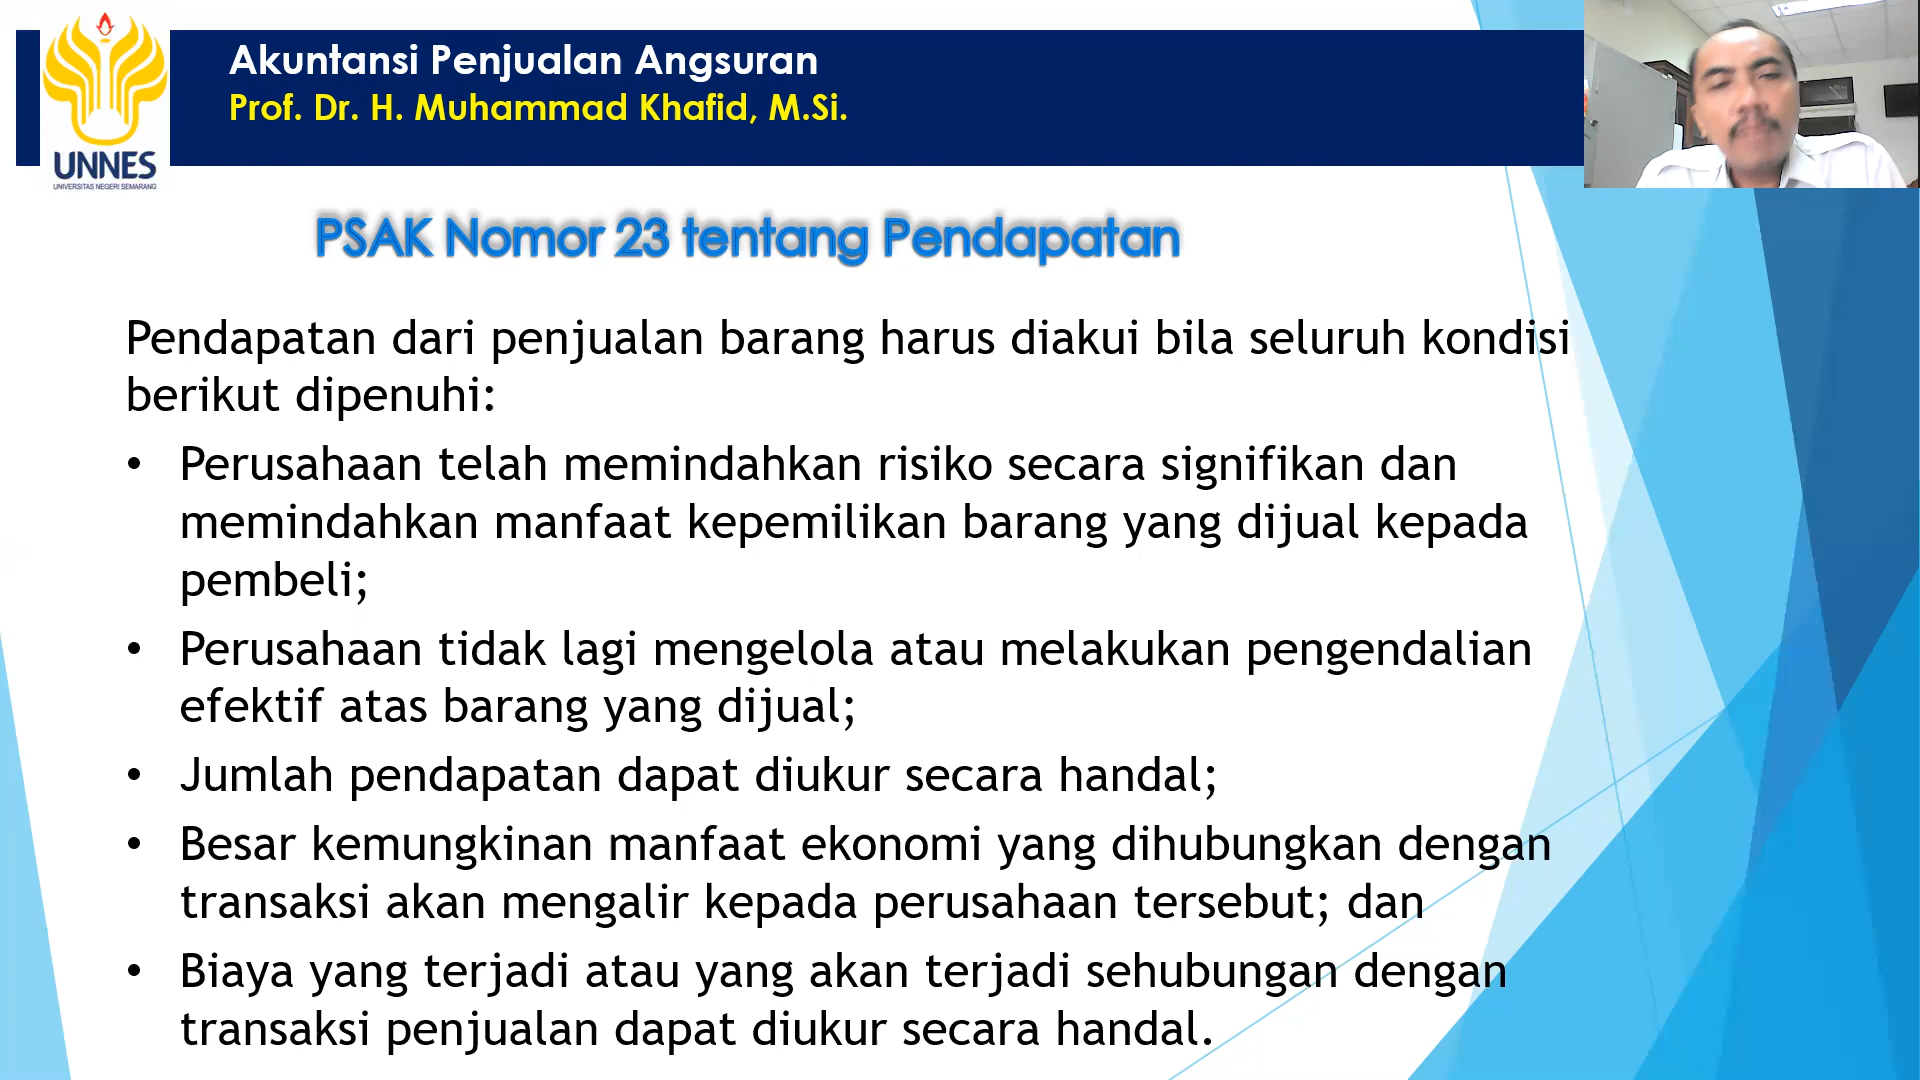 Akuntansi Penjualan Angsuran
Prof. Dr. H. Muhammad Khafid, M.Si.
UNNES
UNIVERSITAS NEGERI SEMARANG
PSAK Nomor 23 tentang Pendapatan
Pendapatan dari penjualan barang harus diakui bila seluruh kondisi
berikut dipenuhi:
• Perusahaan telah memindahkan risiko secara signifikan dan
memindahkan manfaat kepemilikan barang yang dijual kepada
pembeli;
• Perusahaan tidak lagi mengelola atau melakukan pengendalian
efektif atas barang yang dijual;
• Jumlah pendapatan dapat diukur secara handal;
• Besar kemungkinan manfaat ekonomi yang dihubungkan dengan
transaksi akan mengalir kepada perusahaan tersebut; dan
• Biaya yang terjadi atau yang akan terjadi sehubungan dengan
transaksi penjualan dapat diukur secara handal.